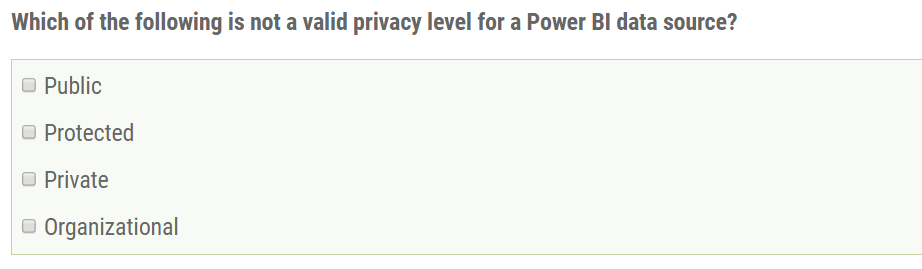 Which of the following is not a valid privacy level for a Power BI data source?
Public
Protected
Private
Organizational